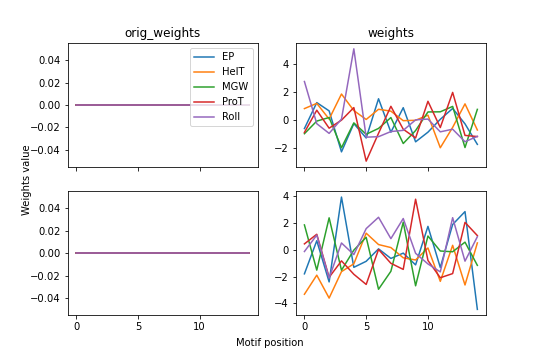 orig_weights
weights
0.04
0.02
0.00
−0.02
−0.04
EP
HelT
MGW
ProT
Roll
4
2
0
−2
Weights value
0.04
0.02
0.00
−0.02
−0.04
0
5
10
4
2
0
−2
−4
0
5
10
Motif position